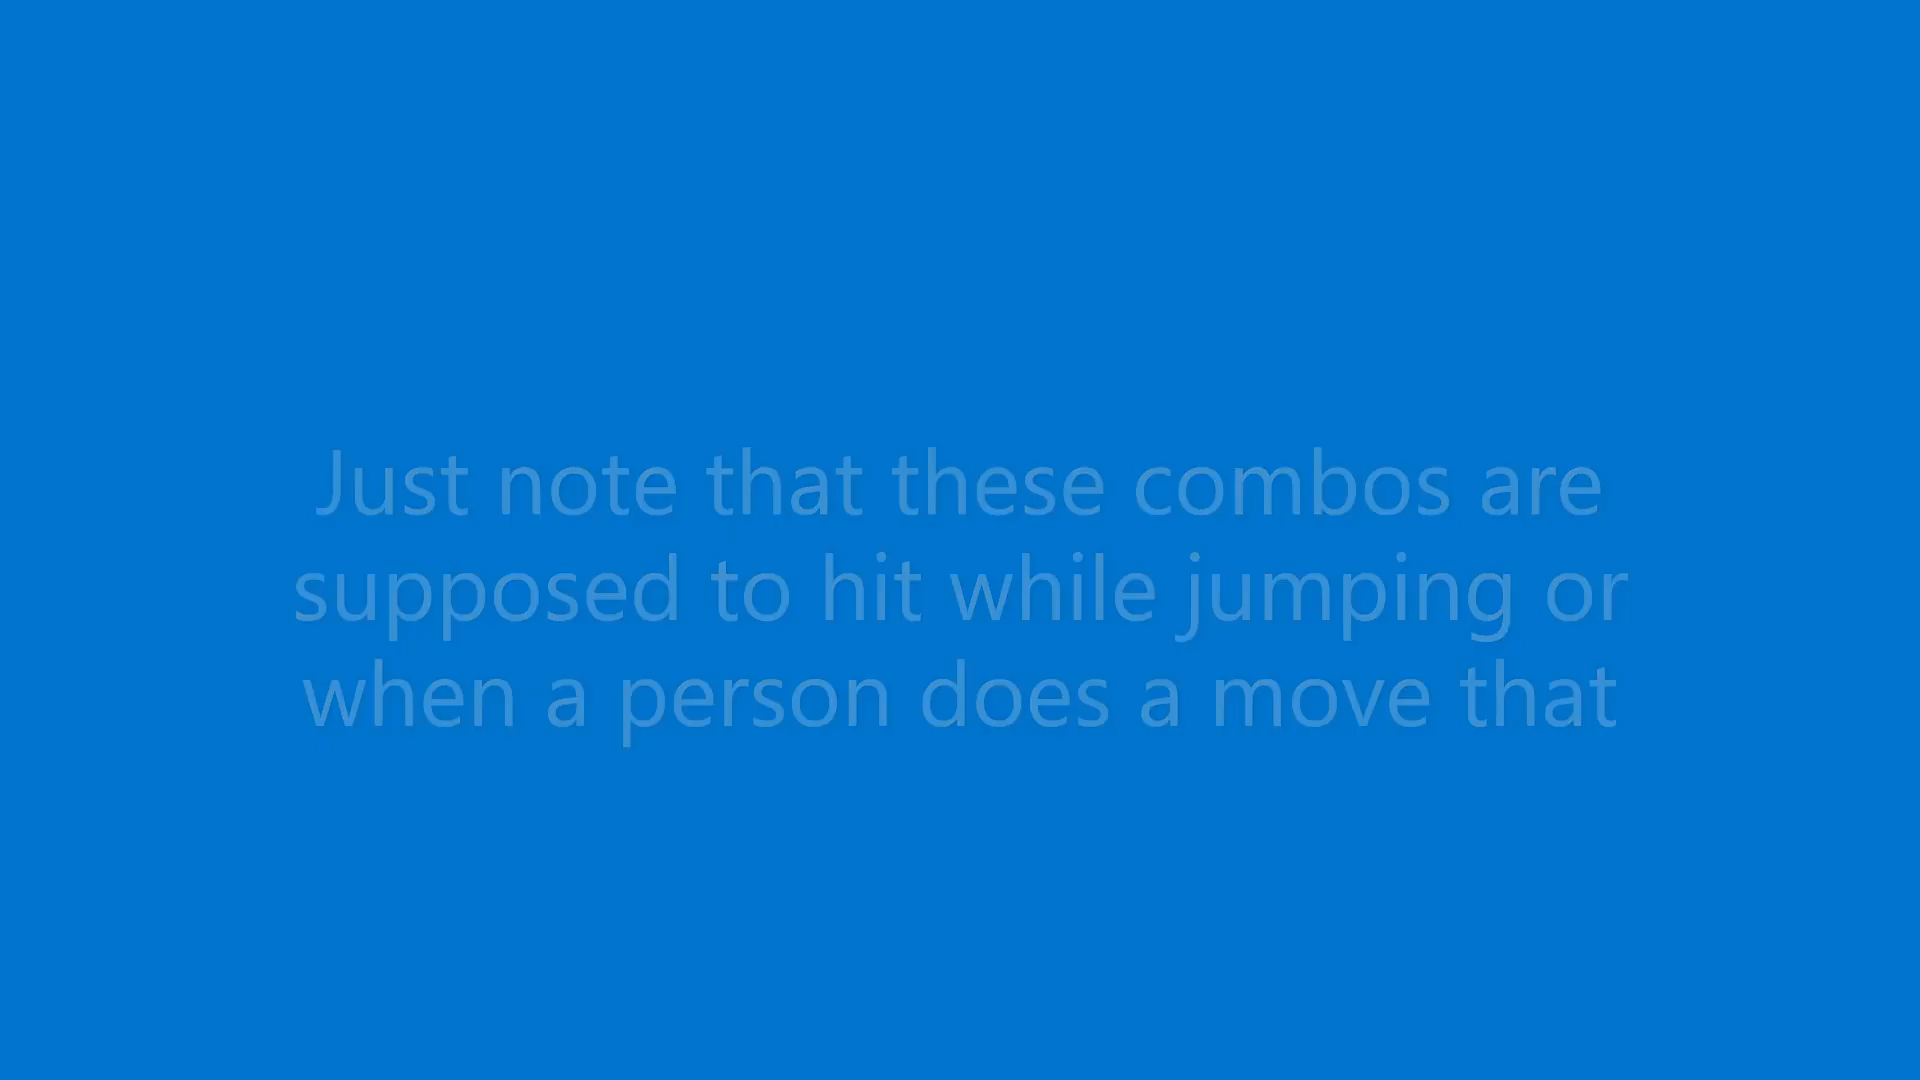 Just note that these combos are
supposed to hit while jumping or
when a person does a move that